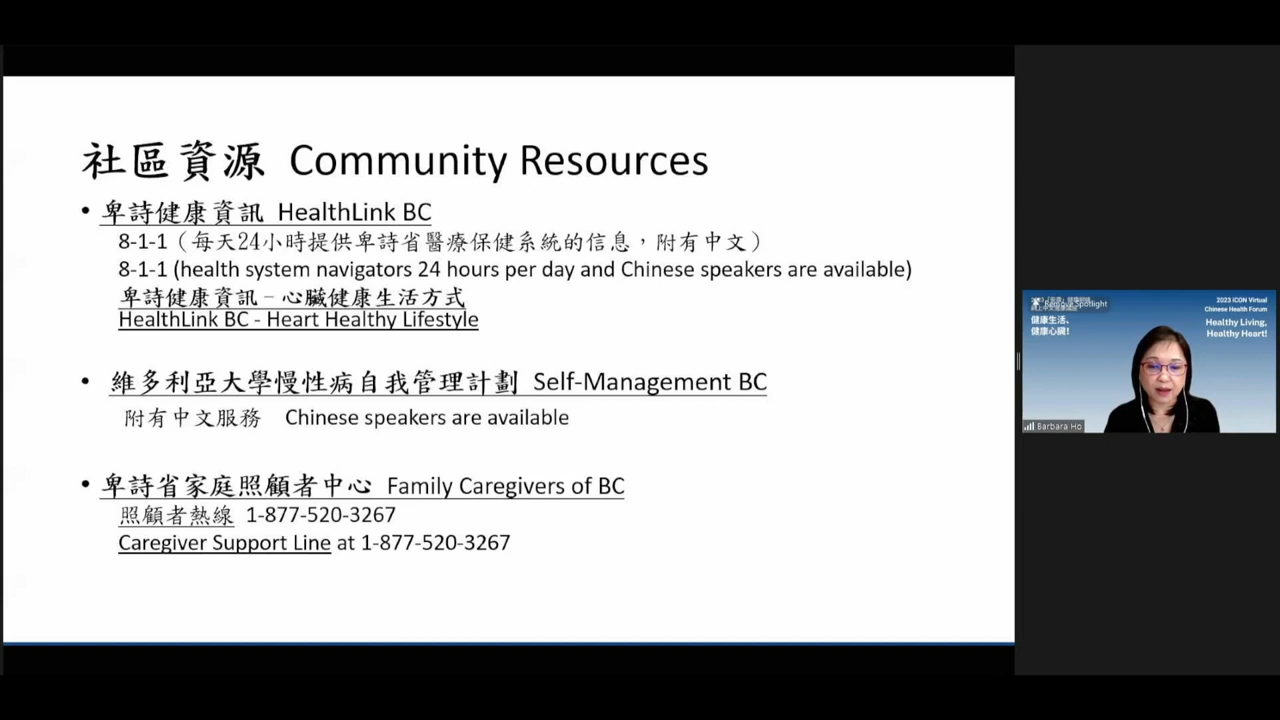 社區資源 Community Resources
• 卑詩健康資訊 HealthLink BC
8-1-1（每天24小時提供卑詩省醫療保健系統的信息，附有中文）
8-1-1 (health system navigators 24 hours per day and Chinese speakers are available)
卑詩健康資訊 – 心臟健康生活方式
HealthLink BC - Heart Healthy Lifestyle
• 維多利亞大學慢性病自我管理計劃 Self-Management BC
附有中文服務 Chinese speakers are available
• 卑詩省家庭照顧者中心 Family Caregivers of BC
照顧者熱線 1-877-520-3267
Caregiver Support Line at 1-877-520-3267
Remove Spotlight
健康生活、
健康心臟!
2023 iCON Virtual
Chinese Health Forum
Healthy Living,
Healthy Heart!
Barbara Ho